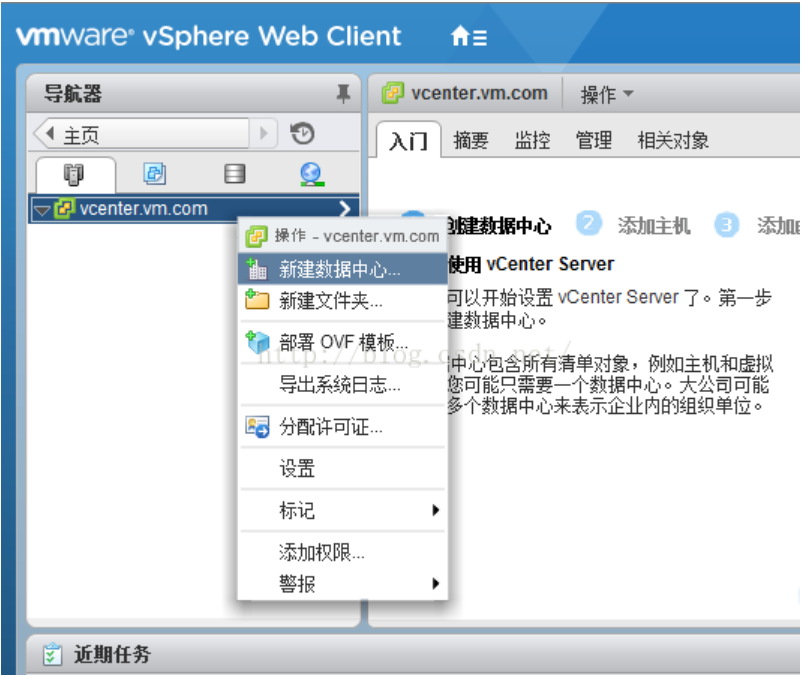 vmware® vSphere Web Client
导航器
主页
vcenter.vm.com
操作 - vcenter.vm.com
新建数据中心...
新建文件夹...
部署 OVF 模板...
导出系统日志...
分配许可证...
设置
标记
添加权限...
警报
vcenter.vm.com 操作
入门 摘要 监控 管理 相关对象
创建数据中心 2 添加主机 3 添加
使用 vCenter Server
可以开始设置 vCenter Server 了。第一步
建数据中心。
中心包含所有清单对象，例如主机和虚拟
您可能只需要一个数据中心。大公司可能
多个数据中心来表示企业内的组织单位。
http://blog.csdn.net/
近期任务